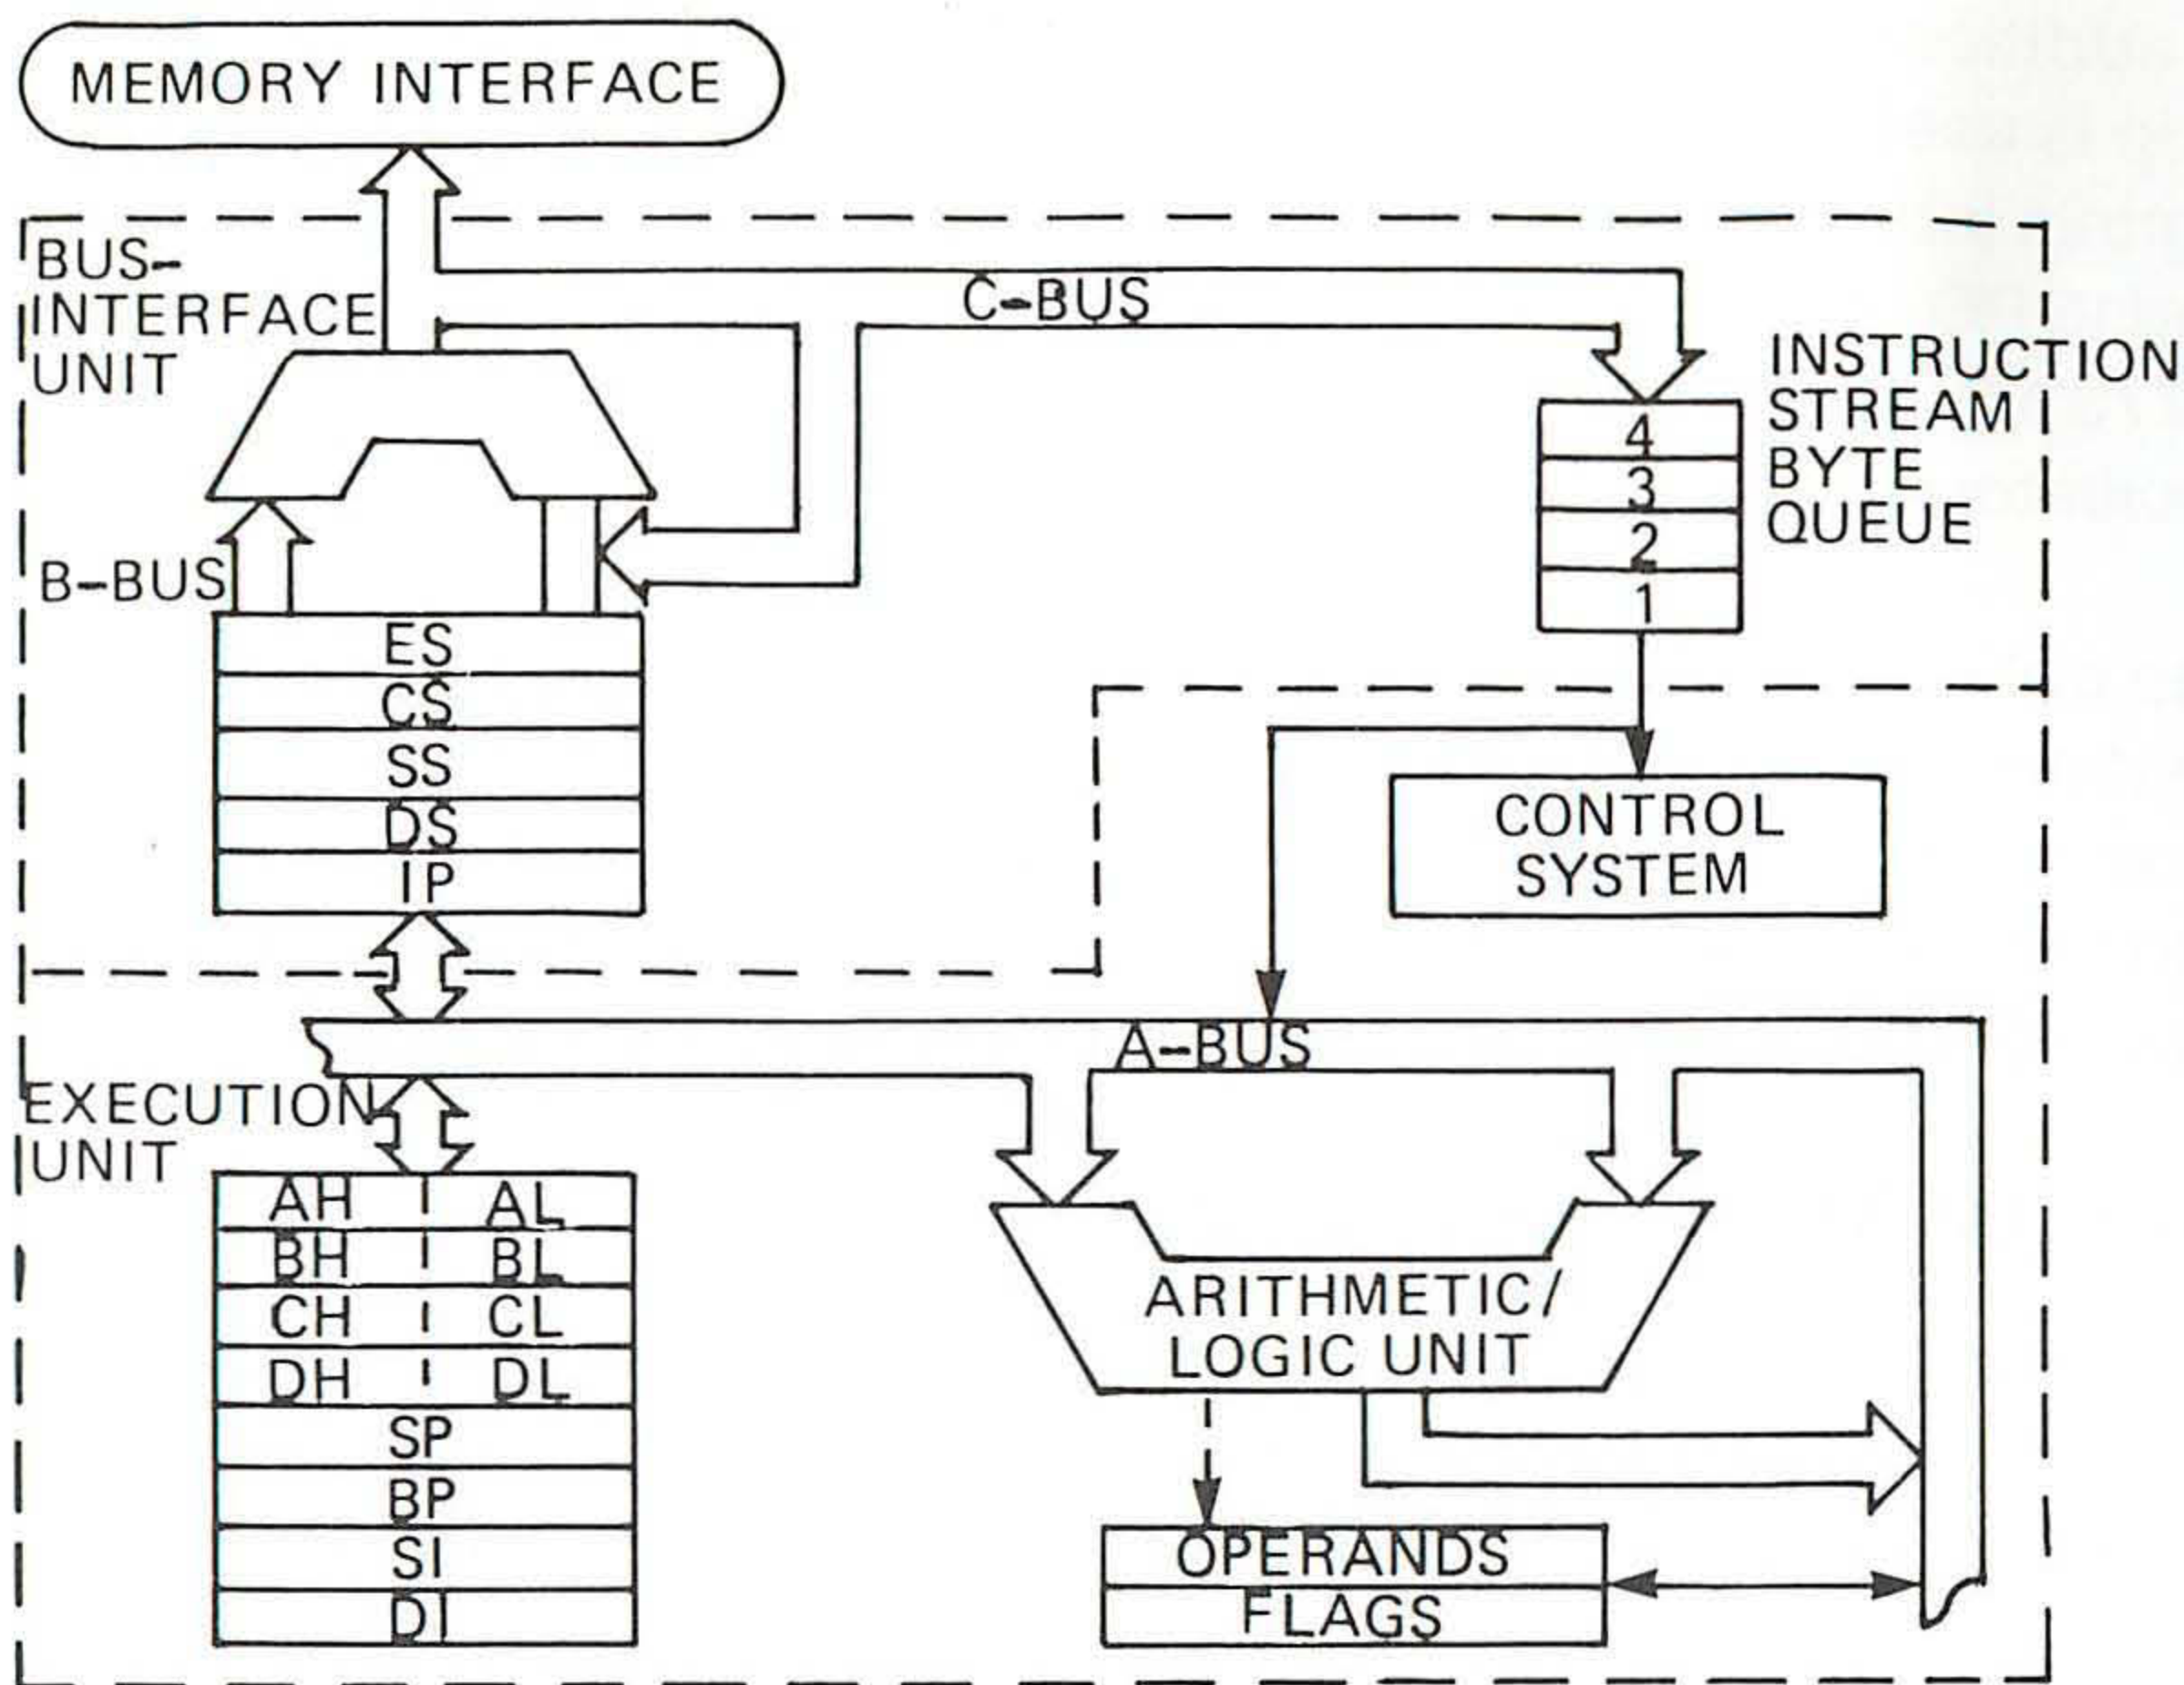 MEMORY INTERFACE
BUS-
INTERFACE
UNIT
C-BUS
INSTRUCTION
STREAM
BYTE
QUEUE
4
3
2
1
B-BUS
ES
CS
SS
DS
IP
CONTROL
SYSTEM
A-BUS
EXECUTION
UNIT
AH AL
BH BL
CH CL
DH DL
SP
BP
SI
DI
ARITHMETIC/
LOGIC UNIT
OPERANDS
FLAGS